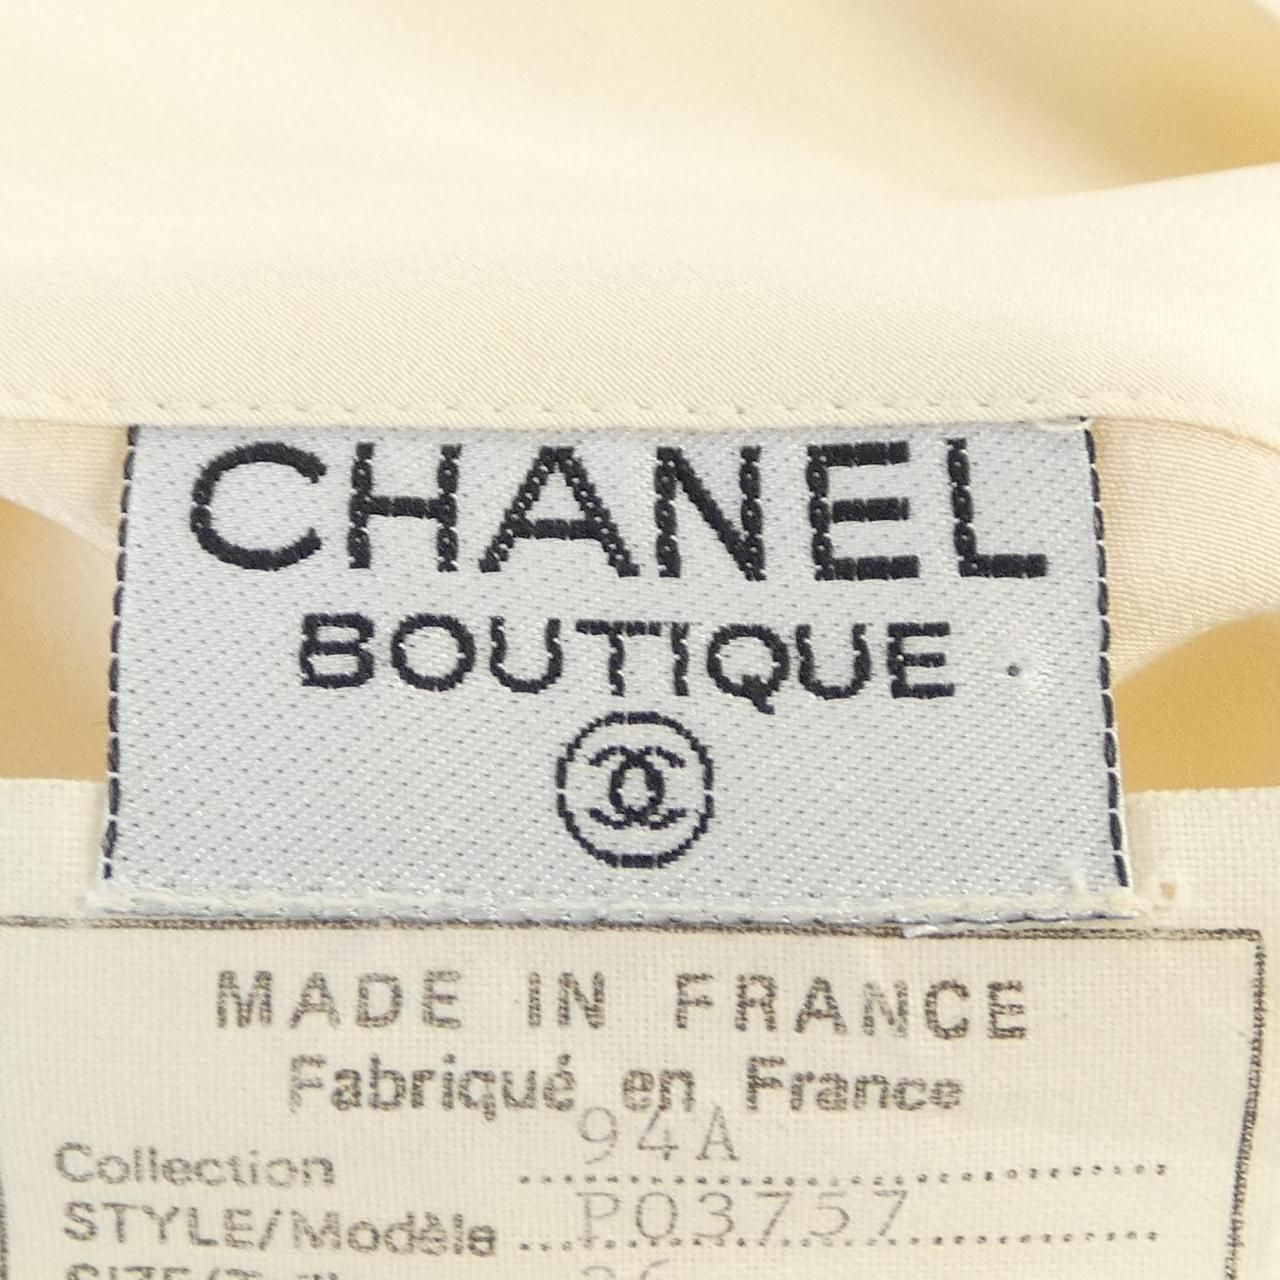 CHANEL
BOUTIQUE
MADE IN FRANCE
Fabriqué en France
Collection 94A
STYLE/Modèle P03757